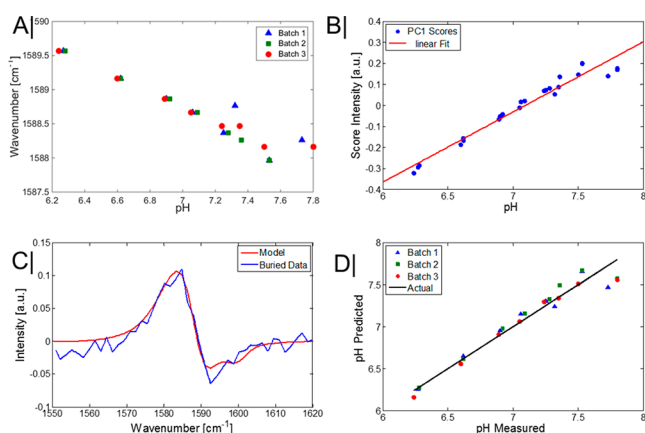 A|
1590
1589.5
1589
1588.5
1588
1587.5
Wavenumber [cm⁻¹]
6.2 6.4 6.6 6.8 7 7.2 7.4 7.6 7.8
pH
Batch 1
Batch 2
Batch 3
B|
0.4
0.3
0.2
0.1
0
-0.1
-0.2
-0.3
-0.4
Score Intensity [a.u.]
6 6.5 7 7.5 8
pH
PC1 Scores
linear Fit
C|
0.15
0.1
0.05
0
-0.05
-0.1
Intensity [a.u.]
1550 1560 1570 1580 1590 1600 1610 1620
Wavenumber [cm⁻¹]
Model
Buried Data
D|
8
7.5
7
6.5
6
pH Predicted
6 6.5 7 7.5 8
pH Measured
Batch 1
Batch 2
Batch 3
Actual